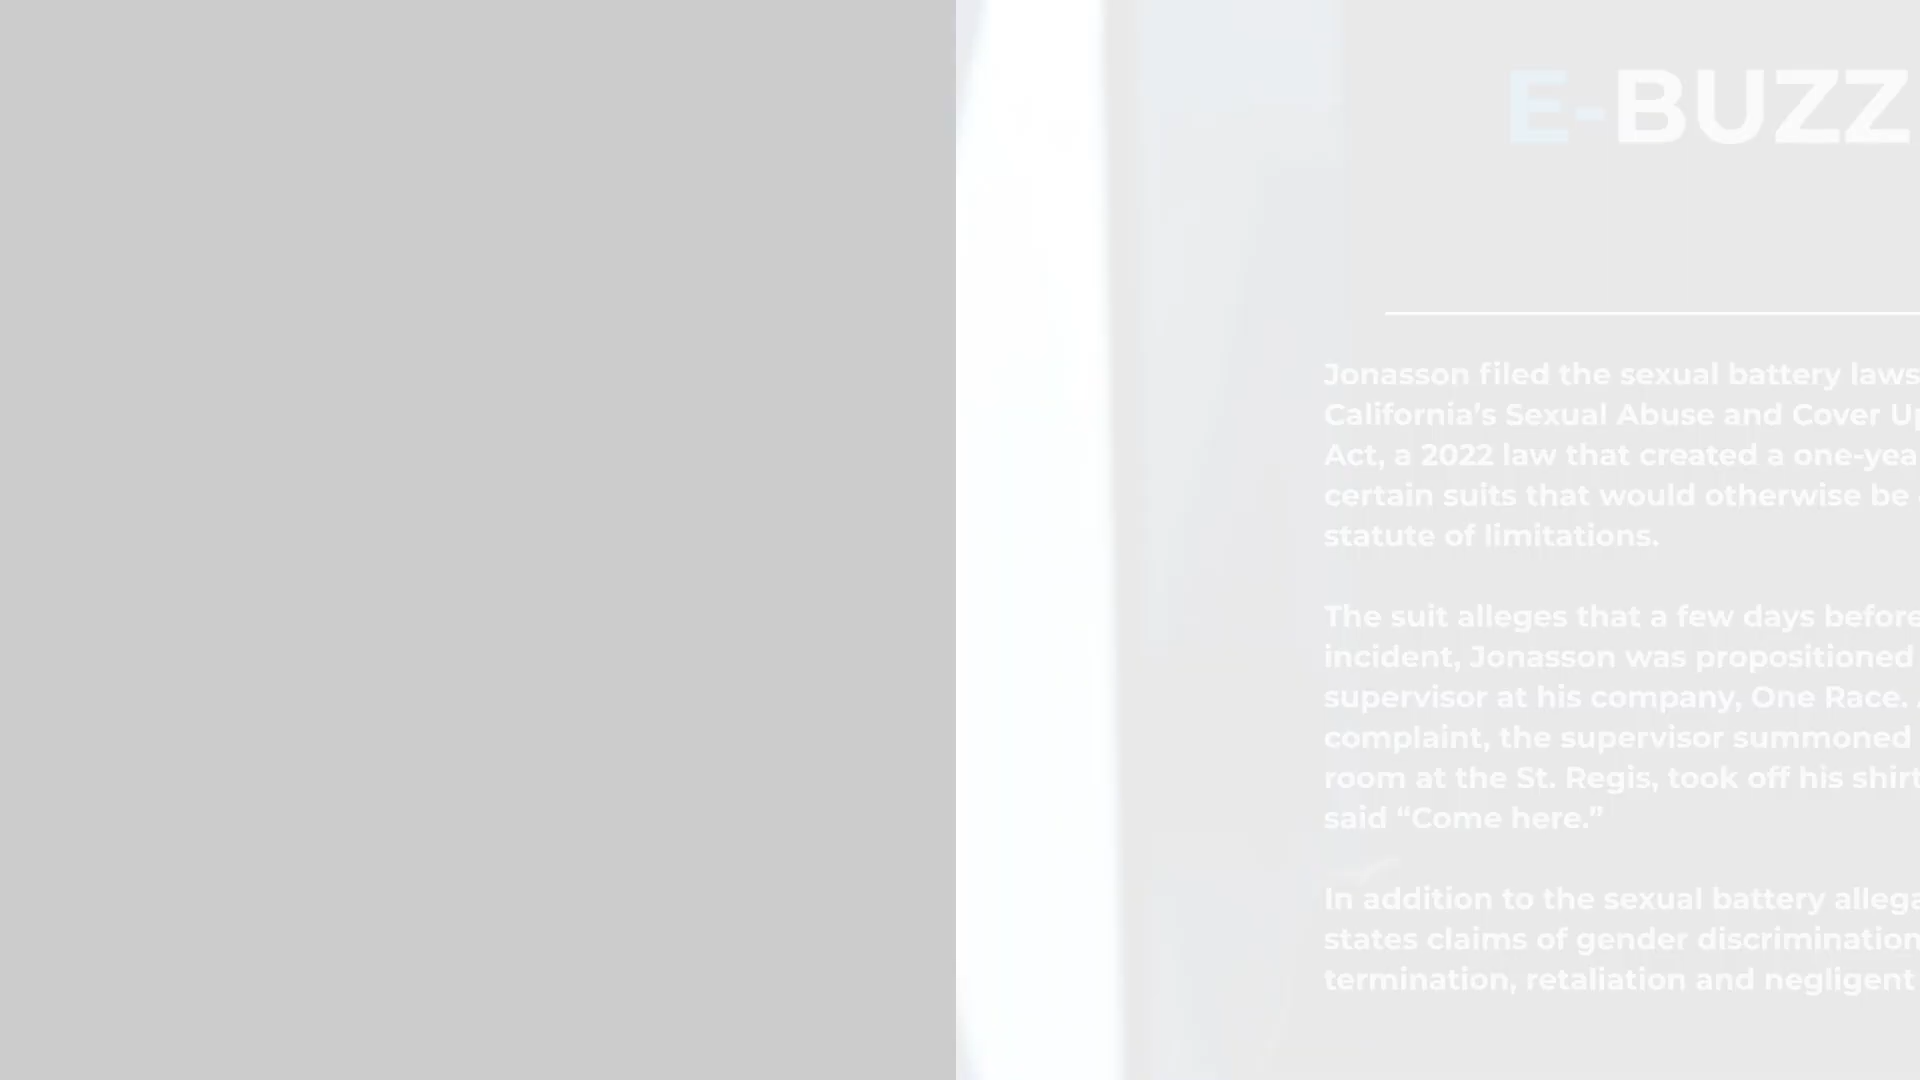 E-BUZZ
Jonasson filed the sexual battery laws
California’s Sexual Abuse and Cover Up
Act, a 2022 law that created a one-yea
certain suits that would otherwise be
statute of limitations.
The suit alleges that a few days before
incident, Jonasson was propositioned
supervisor at his company, One Race.
complaint, the supervisor summoned
room at the St. Regis, took off his shirt
said “Come here.”
In addition to the sexual battery allega
states claims of gender discrimination
termination, retaliation and negligent